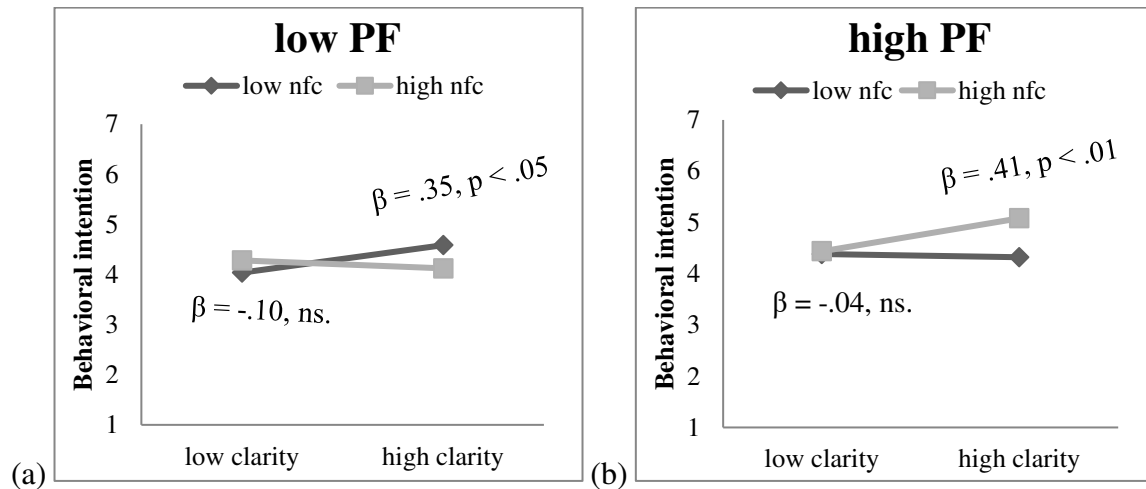 low PF
low nfc high nfc
7
6
5
4
3
2
1
Behavioral intention
β = .35, p < .05
β = -.10, ns.
low clarity high clarity
(a)
high PF
low nfc high nfc
7
6
5
4
3
2
1
Behavioral intention
β = .41, p < .01
β = -.04, ns.
low clarity high clarity
(b)